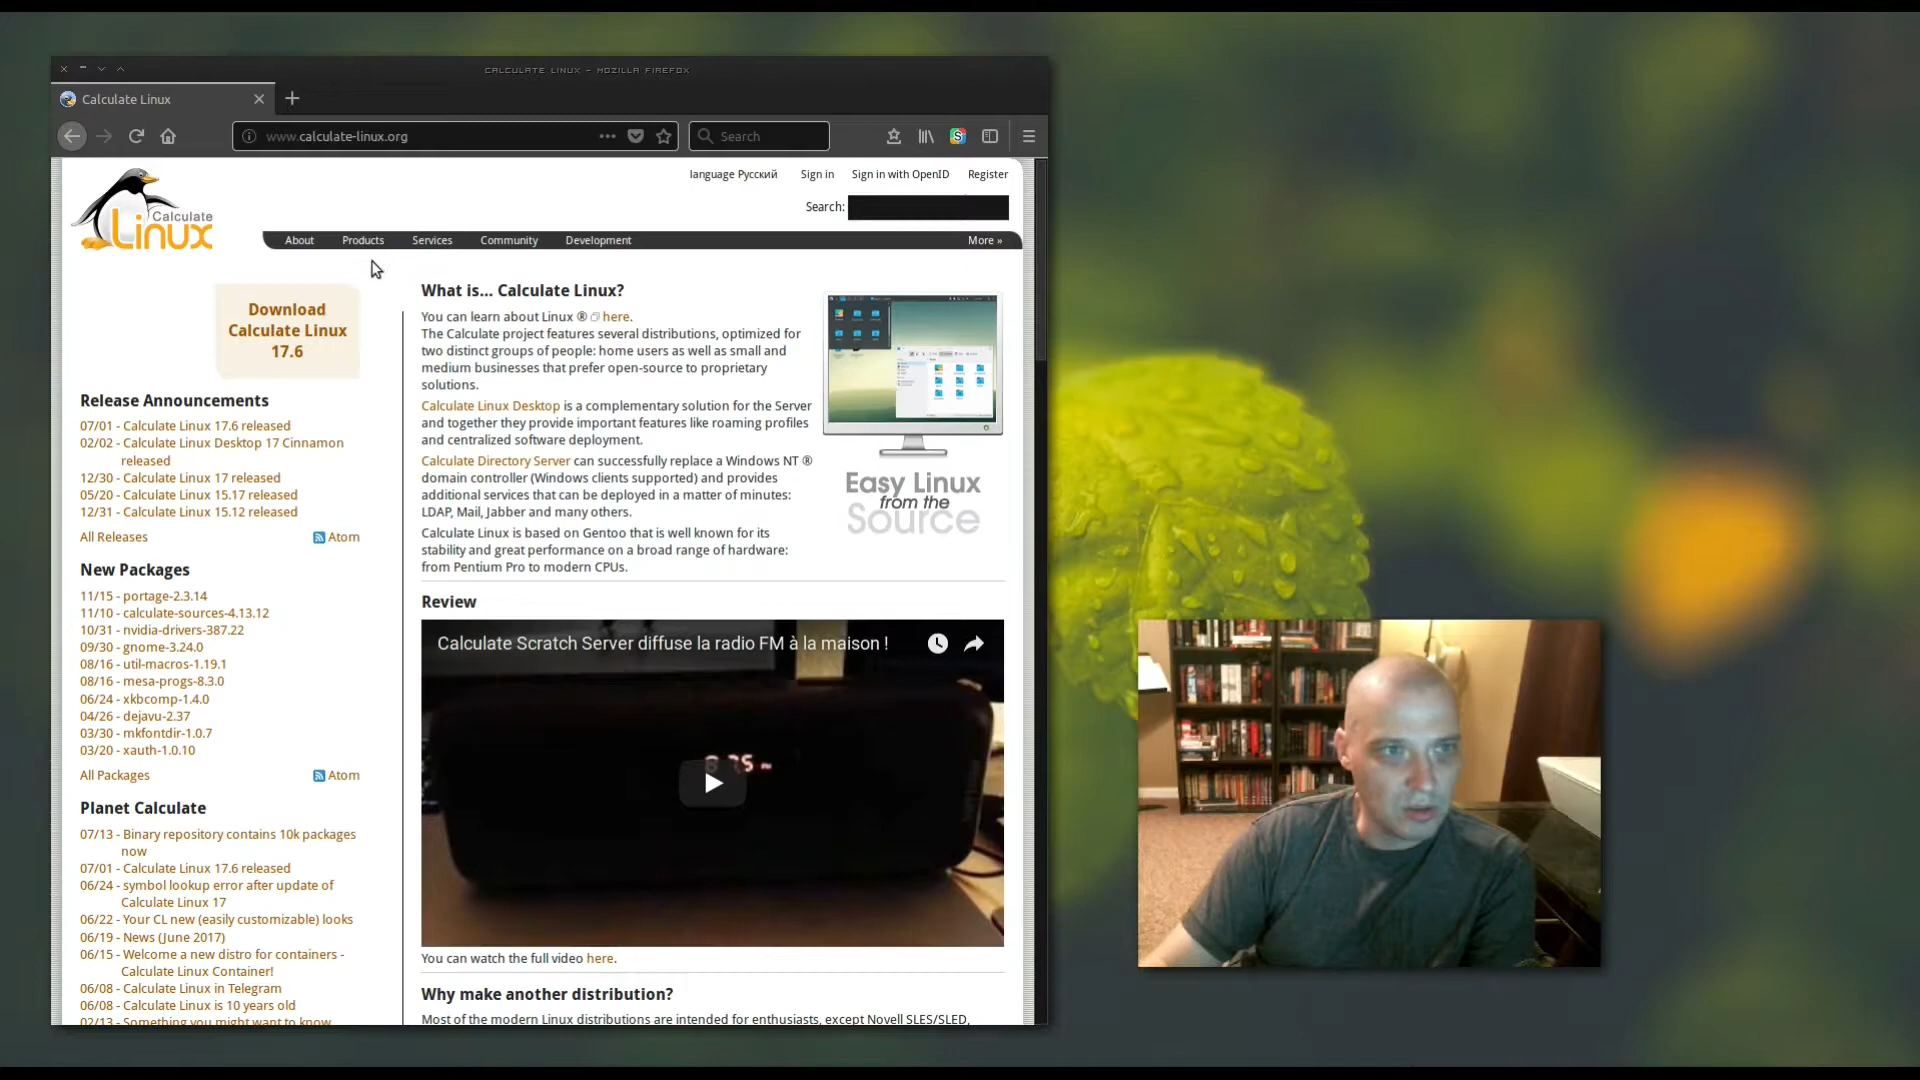 CALCULATE LINUX - MOZILLA FIREFOX
Calculate Linux
www.calculate-linux.org
Search
language Русский Sign in Sign in with OpenID Register
Calculate
Linux
Search:
About Products Services Community Development More »
Download
Calculate Linux
17.6
Release Announcements
07/01 - Calculate Linux 17.6 released
02/02 - Calculate Linux Desktop 17 Cinnamon
released
12/30 - Calculate Linux 17 released
05/20 - Calculate Linux 15.17 released
12/31 - Calculate Linux 15.12 released
All Releases Atom
New Packages
11/15 - portage-2.3.14
11/10 - calculate-sources-4.13.12
10/31 - nvidia-drivers-387.22
09/30 - gnome-3.24.0
08/16 - util-macros-1.19.1
08/16 - mesa-progs-8.3.0
06/24 - xkbcomp-1.4.0
04/26 - dejavu-2.37
03/30 - mkfontdir-1.0.7
03/20 - xauth-1.0.10
All Packages Atom
Planet Calculate
07/13 - Binary repository contains 10k packages
now
07/01 - Calculate Linux 17.6 released
06/24 - symbol lookup error after update of
Calculate Linux 17
06/22 - Your CL new (easily customizable) looks
06/19 - News (June 2017)
06/15 - Welcome a new distro for containers -
Calculate Linux Container!
06/08 - Calculate Linux in Telegram
06/08 - Calculate Linux is 10 years old
02/13 - Something you might want to know
What is... Calculate Linux?
You can learn about Linux ® here.
The Calculate project features several distributions, optimized for
two distinct groups of people: home users as well as small and
medium businesses that prefer open-source to proprietary
solutions.
Calculate Linux Desktop is a complementary solution for the Server
and together they provide important features like roaming profiles
and centralized software deployment.
Calculate Directory Server can successfully replace a Windows NT ®
domain controller (Windows clients supported) and provides
additional services that can be deployed in a matter of minutes:
LDAP, Mail, Jabber and many others.
Calculate Linux is based on Gentoo that is well known for its
stability and great performance on a broad range of hardware:
from Pentium Pro to modern CPUs.
Easy Linux
from the
Source
Review
Calculate Scratch Server diffuse la radio FM à la maison !
You can watch the full video here.
Why make another distribution?
Most of the modern Linux distributions are intended for enthusiasts, except Novell SLES/SLED,